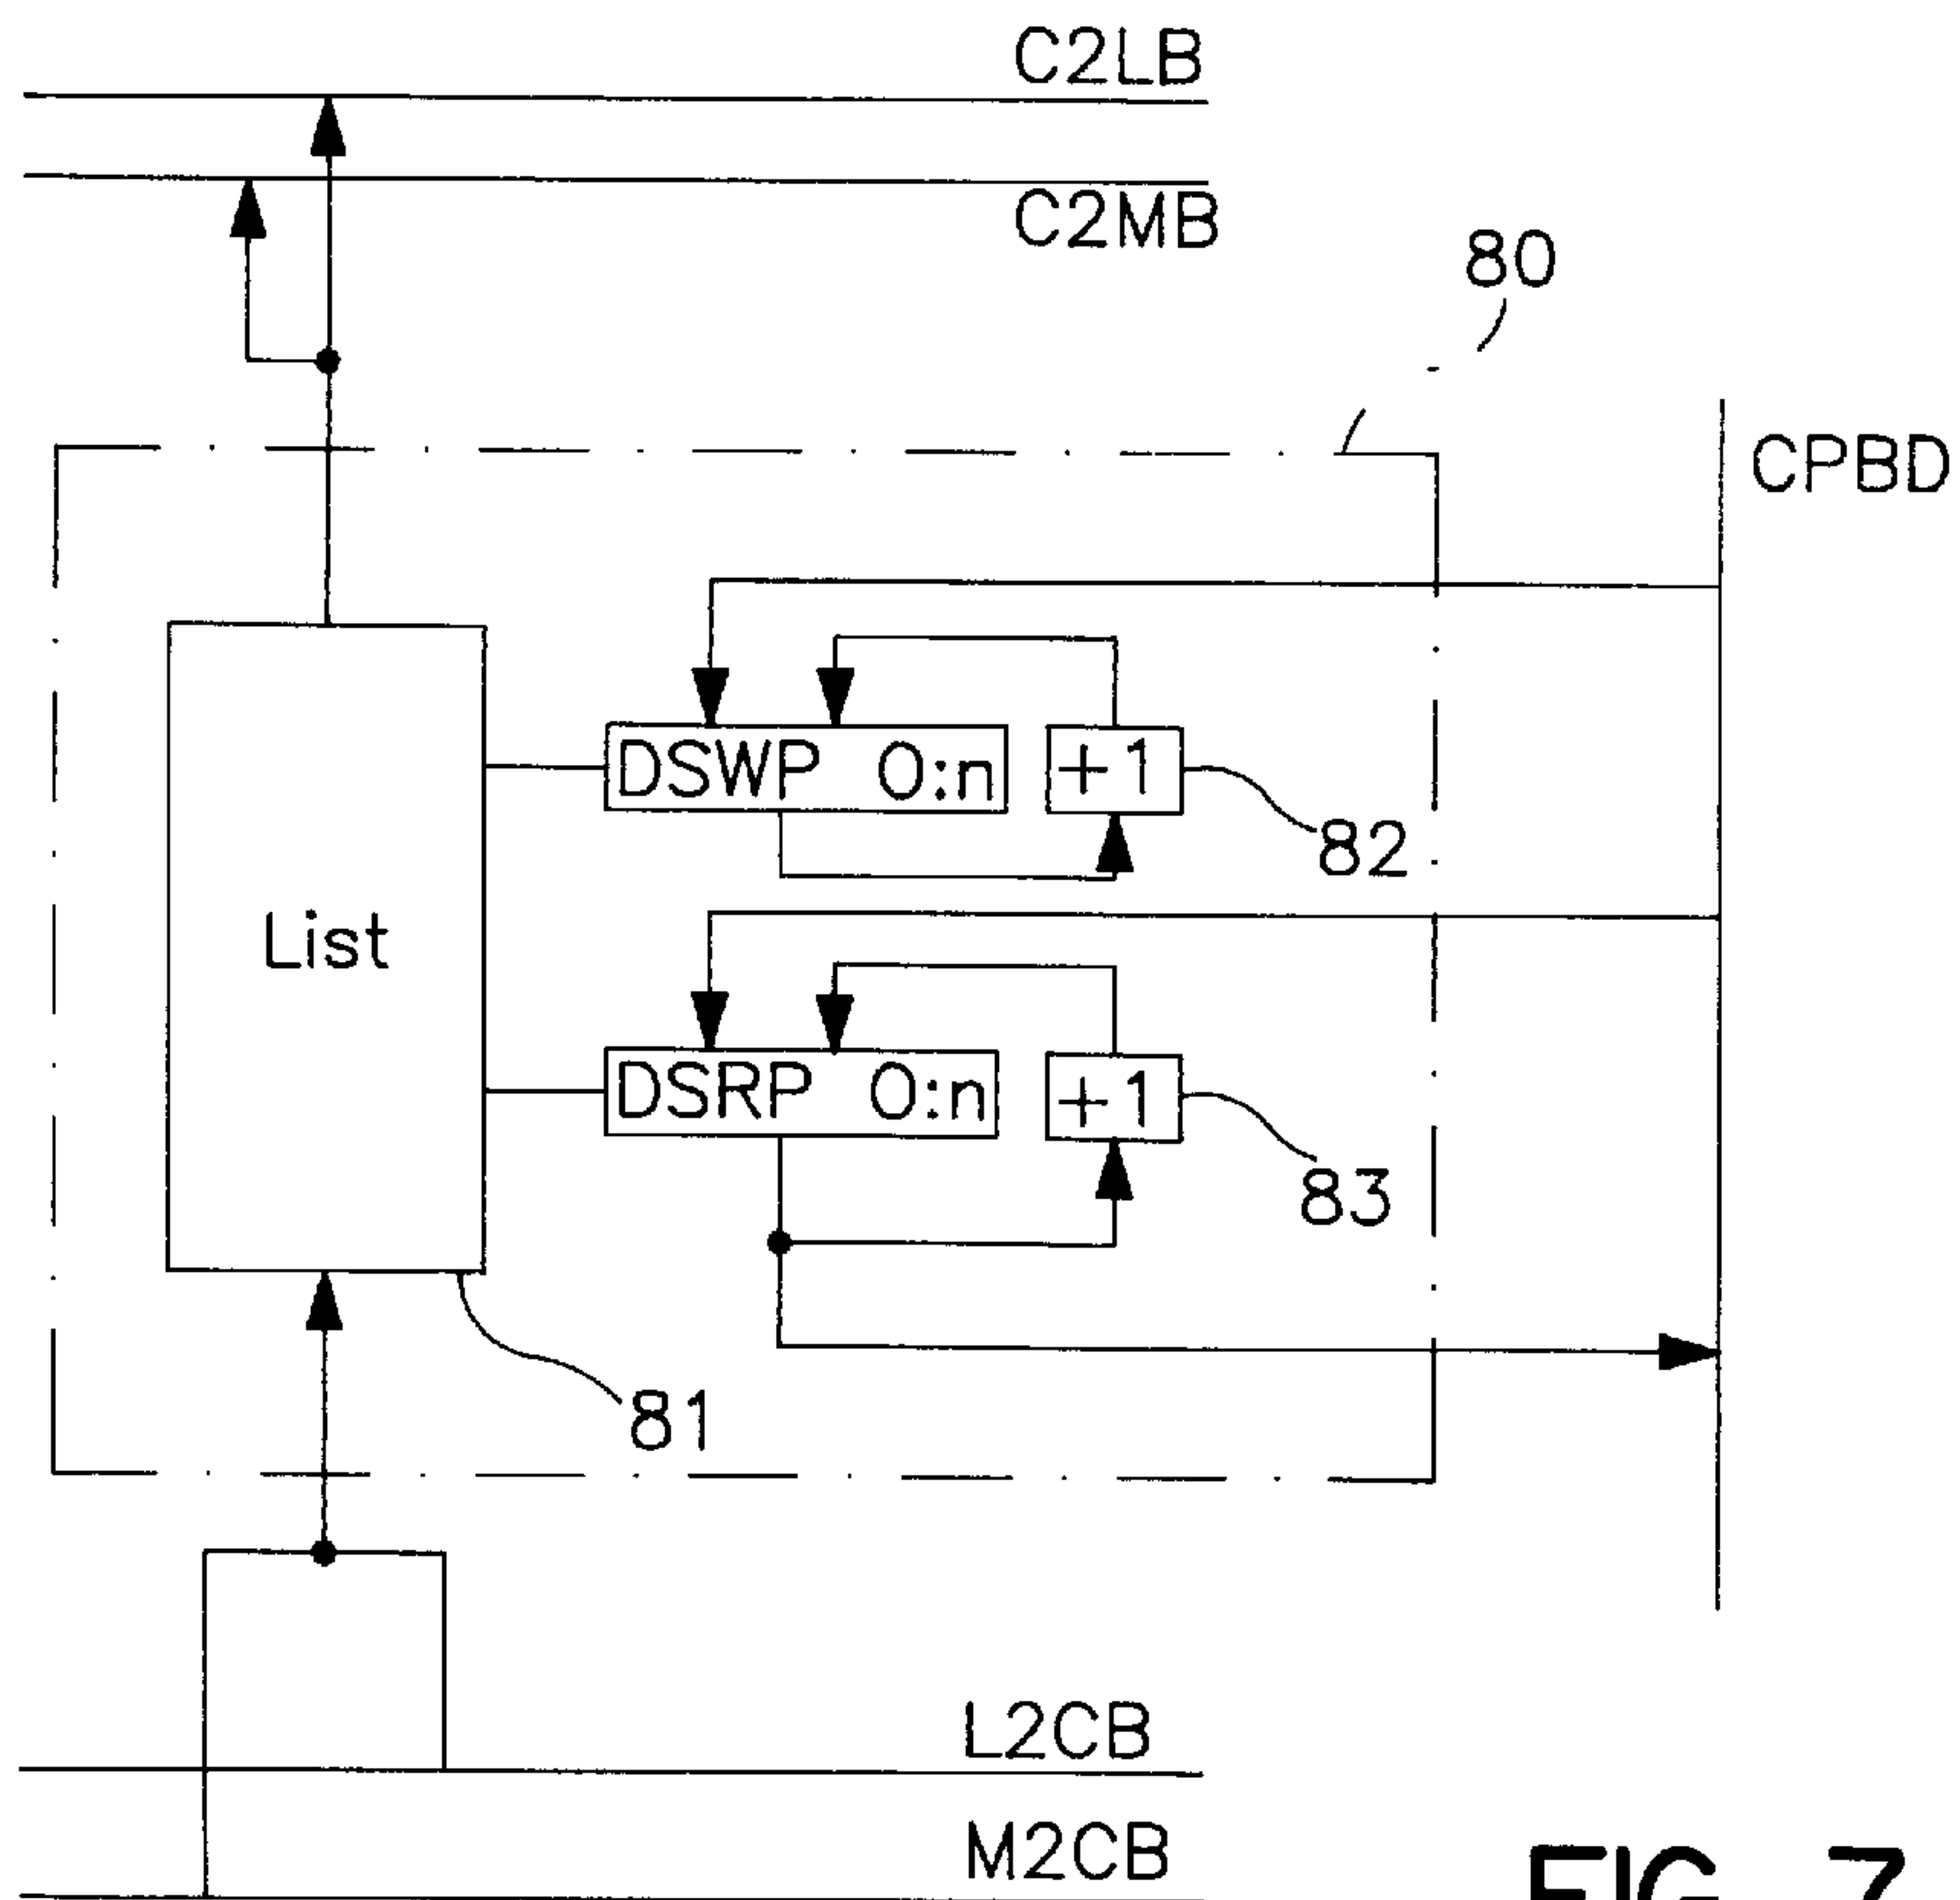 C2LB
C2MB
80
CPBD
DSWP 0:n
+1
82
List
DSRP 0:n
+1
83
81
L2CB
M2CB
FIG. 7